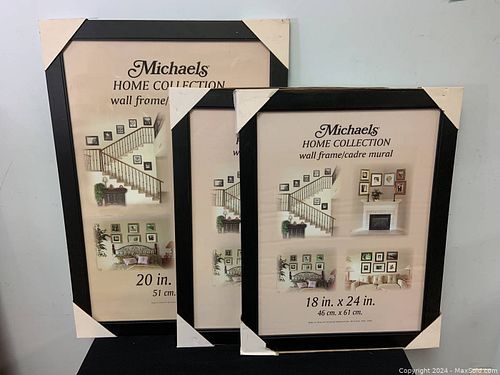 Michaels
HOME COLLECTION
wall frame/
20 in.
51 cm.
Michaels
HOME COLLECTION
wall frame/cadre mural
18 in. x 24 in.
46 cm. x 61 cm.
Copyright 2024 - MaxSold.com